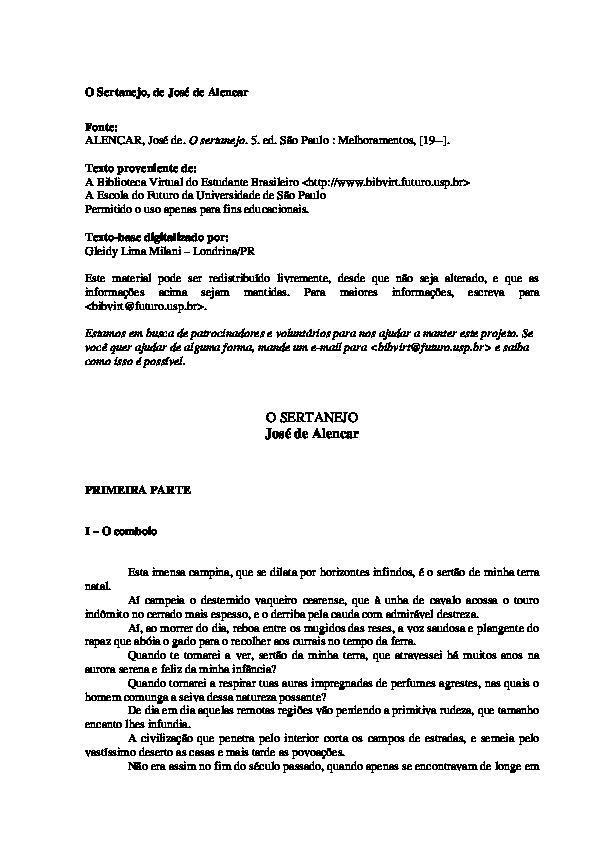 O Sertanejo, de José de Alencar
Fonte:
ALENCAR, José de. O sertanejo. 5. ed. São Paulo : Melhoramentos, [19--].
Texto proveniente de:
A Biblioteca Virtual do Estudante Brasileiro <http://www.bibvirt.futuro.usp.br>
A Escola do Futuro da Universidade de São Paulo
Permitido o uso apenas para fins educacionais.
Texto-base digitalizado por:
Gleidy Lima Milani – Londrina/PR
Este material pode ser redistribuído livremente, desde que não seja alterado, e que as
informações acima sejam mantidas. Para maiores informações, escreva para
<bibvirt@futuro.usp.br>.
Estamos em busca de patrocinadores e voluntários para nos ajudar a manter este projeto. Se
você quer ajudar de alguma forma, mande um e-mail para <bibvirt@futuro.usp.br> e saiba
como isso é possível.
O SERTANEJO
José de Alencar
PRIMEIRA PARTE
I – O comboio
Esta imensa campina, que se dilata por horizontes infindos, é o sertão de minha terra
natal.
Aí campeia o destemido vaqueiro cearense, que à unha de cavalo acossa o touro
indômito no cerrado mais espesso, e o derriba pela cauda com admirável destreza.
Aí, ao morrer do dia, reboa entre os mugidos das reses, a voz saudosa e plangente do
rapaz que abóia o gado para o recolher aos currais no tempo da ferra.
Quando te tornarei a ver, sertão da minha terra, que atravessei há muitos anos na
aurora serena e feliz da minha infância?
Quando tornarei a respirar tuas auras impregnadas de perfumes agrestes, nas quais o
homem comunga a seiva dessa natureza possante?
De dia em dia aquelas remotas regiões vão perdendo a primitiva rudeza, que tamanho
encanto lhes infundia.
A civilização que penetra pelo interior corta os campos de estradas, e semeia pelo
vastíssimo deserto as casas e mais tarde as povoações.
Não era assim no fim do século passado, quando apenas se encontravam de longe em